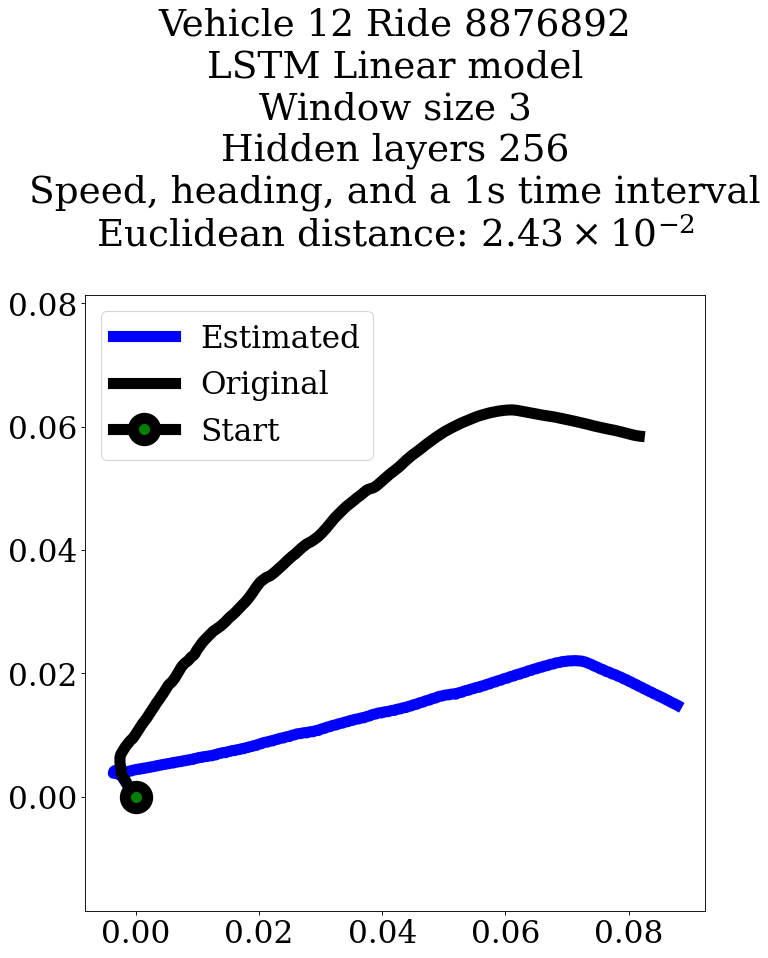 Vehicle 12 Ride 8876892
LSTM Linear model
Window size 3
Hidden layers 256
Speed, heading, and a 1s time interval
Euclidean distance: 2.43 × 10⁻²
0.08
Estimated
Original
Start
0.06
0.04
0.02
0.00
0.00 0.02 0.04 0.06 0.08